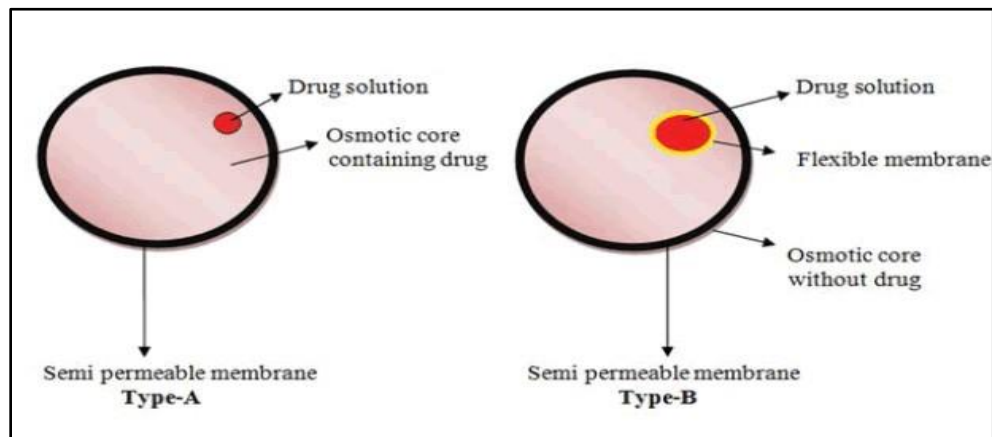 Drug solution
Osmotic core
containing drug
Semi permeable membrane
Type-A
Drug solution
Flexible membrane
Osmotic core
without drug
Semi permeable membrane
Type-B